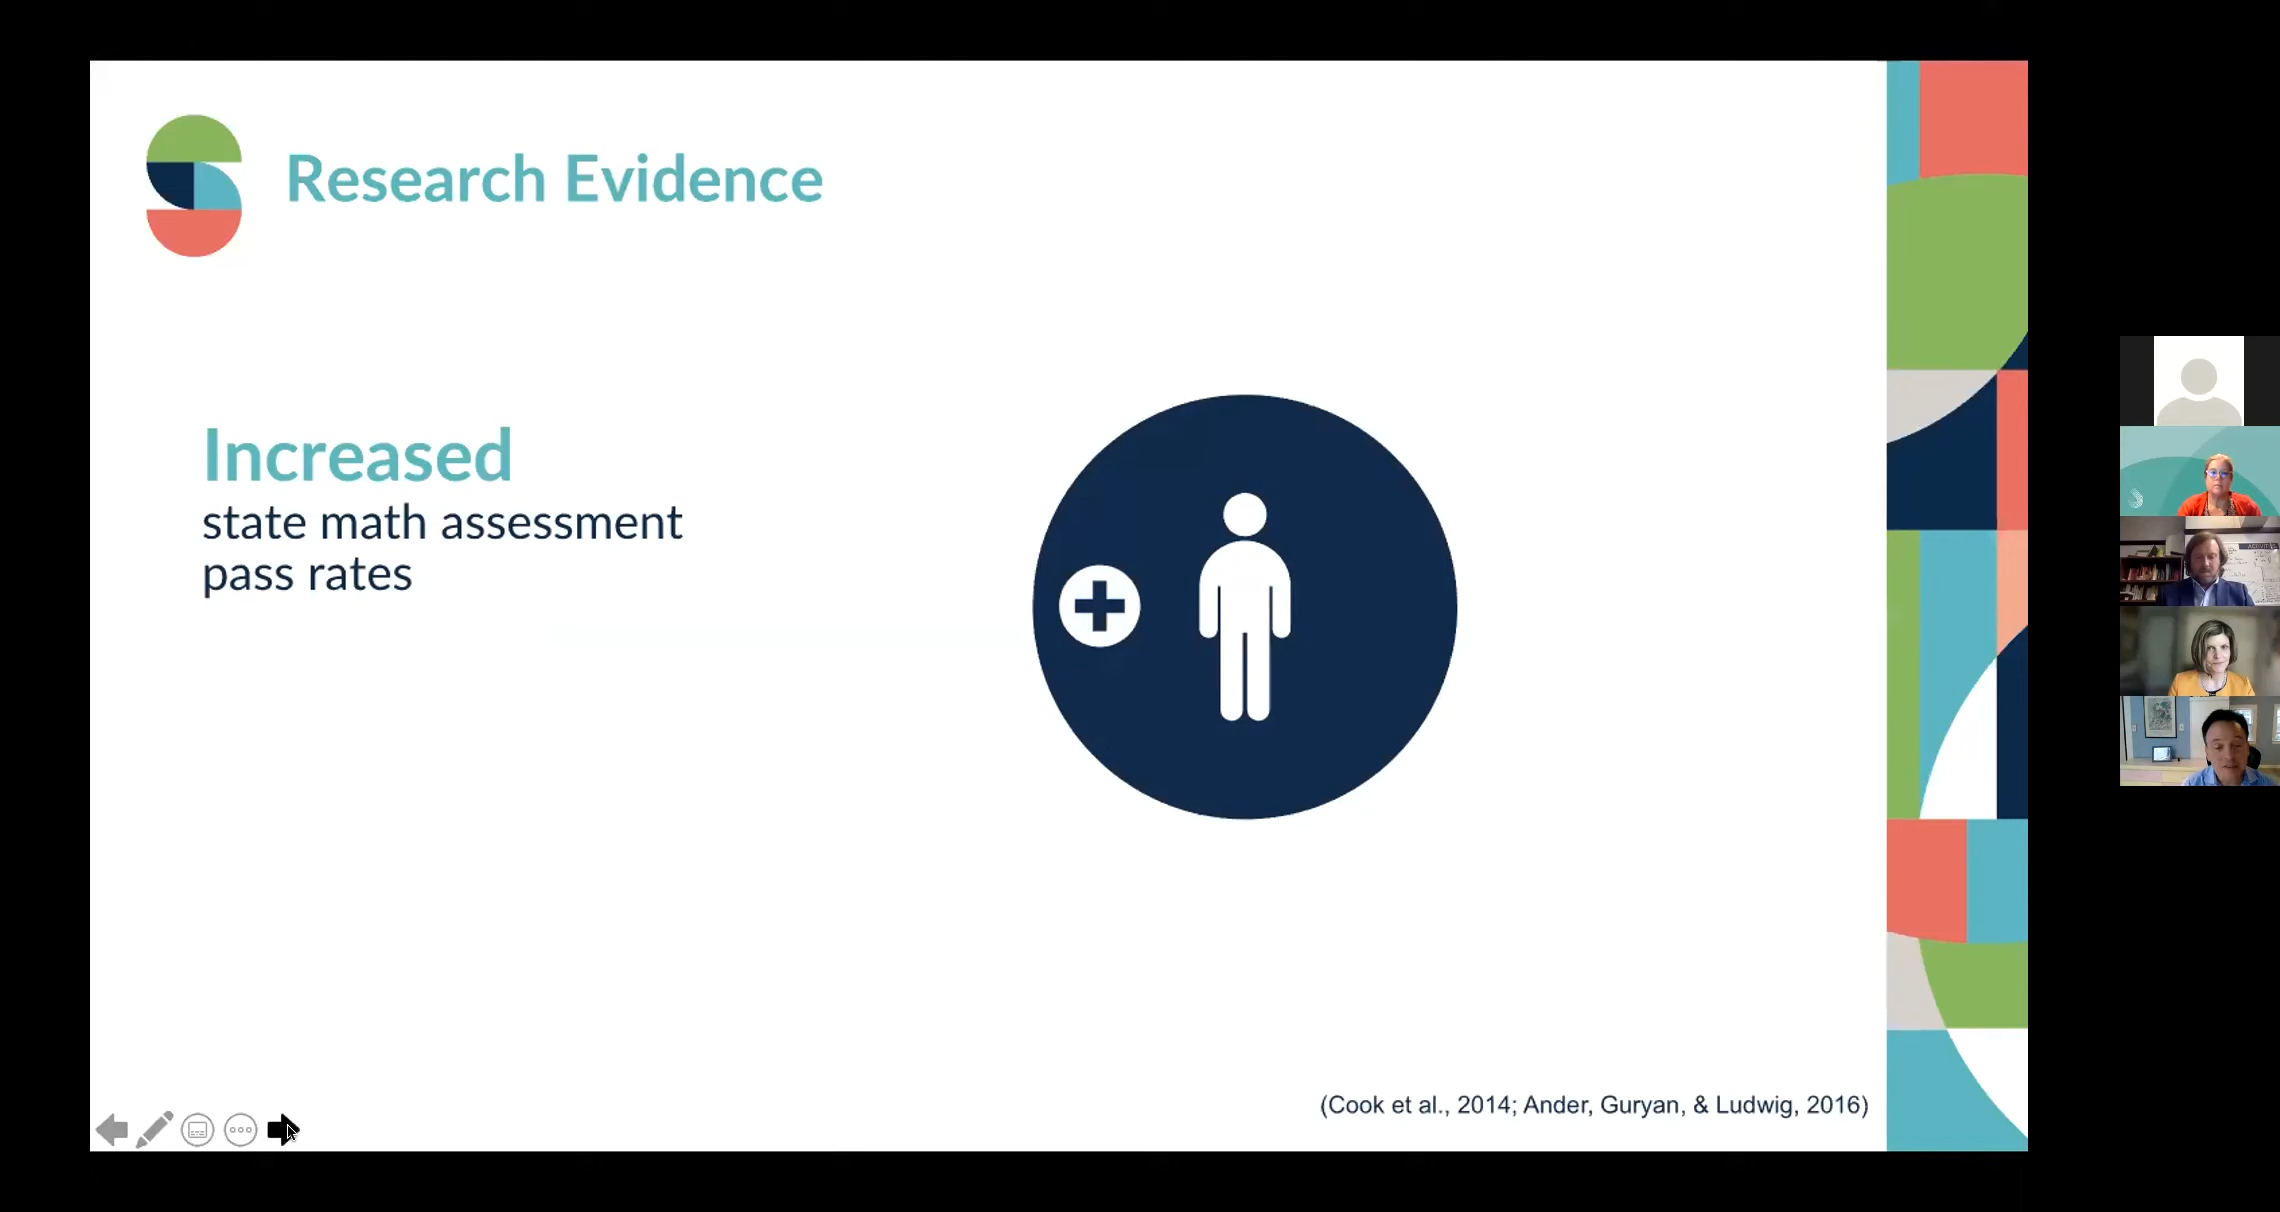 Research Evidence
Increased
state math assessment
pass rates
(Cook et al., 2014; Ander, Guryan, & Ludwig, 2016)